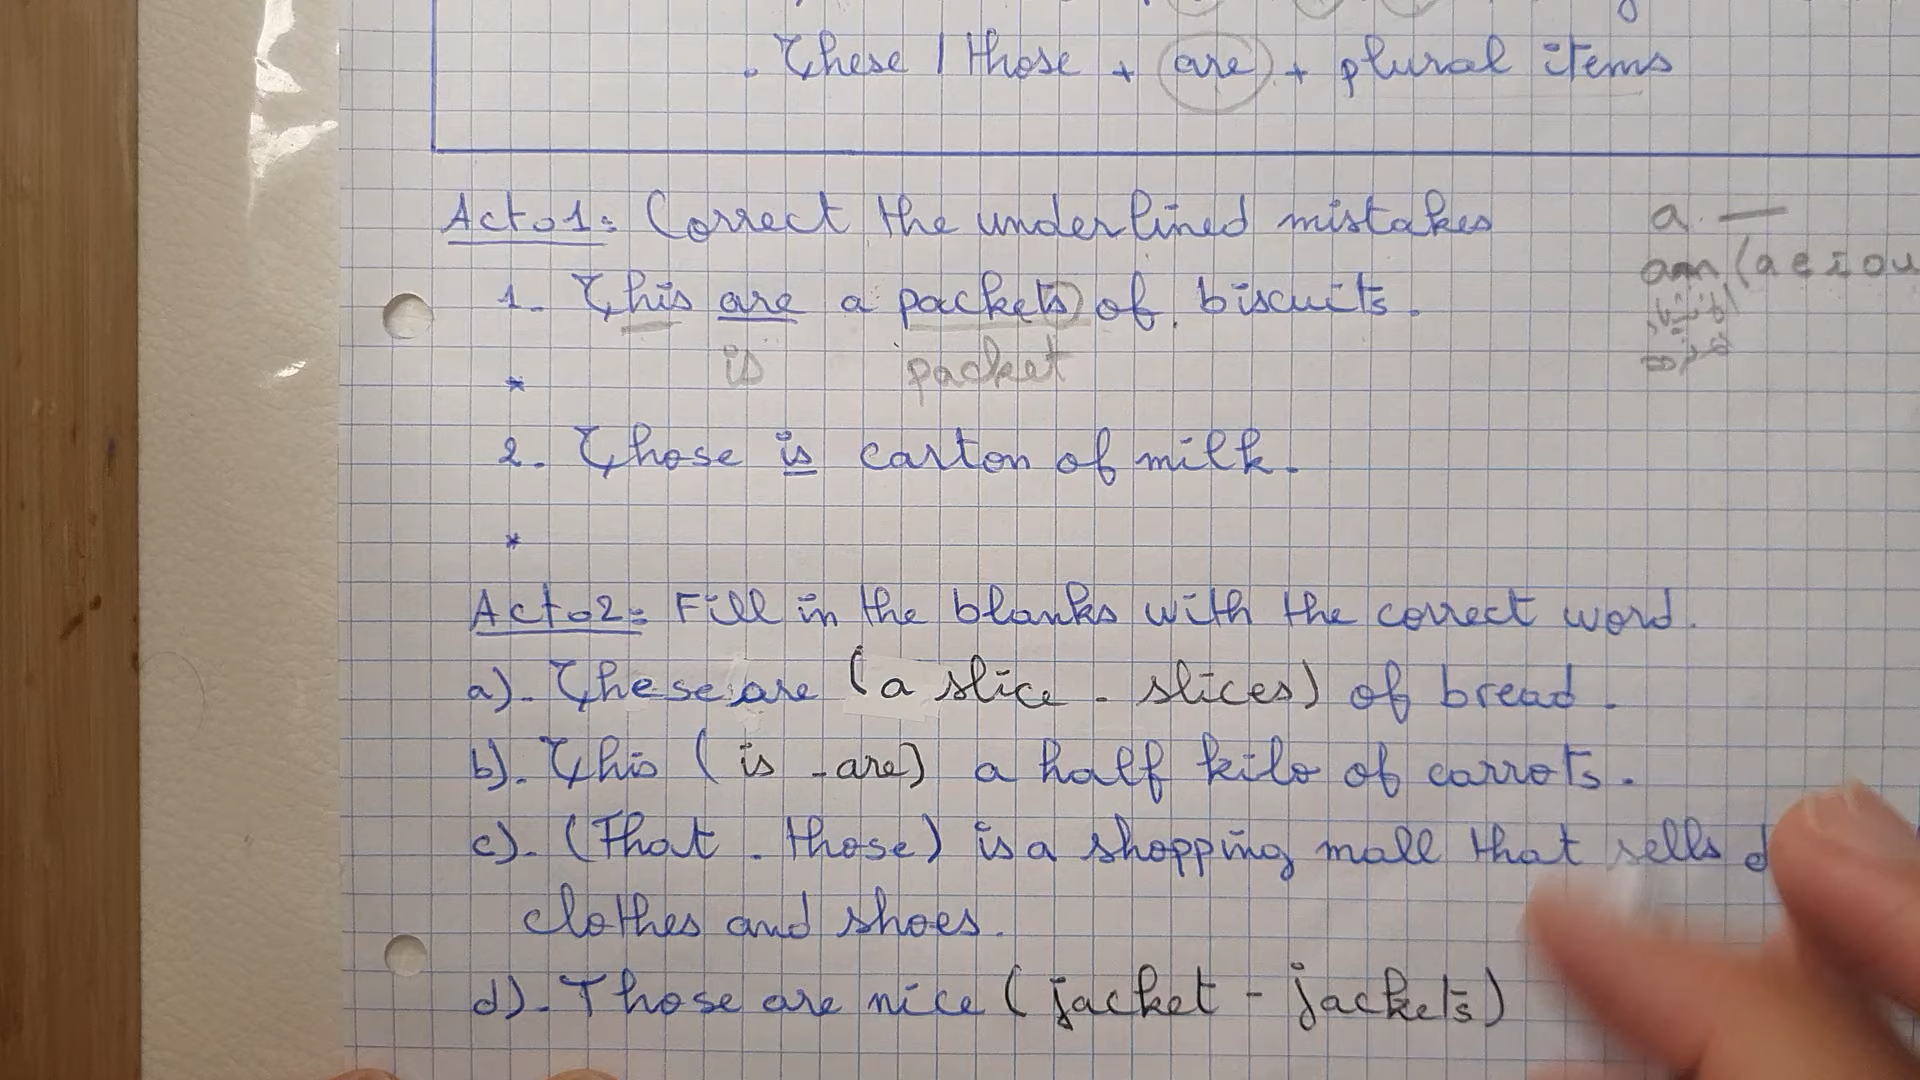 . These / those + are + plural items
Act 1: Correct the underlined mistakes
a. —
an (a e i o u
1. This are a packets of biscuits.
is packet
*
2. Those is carton of milk.
*
Act 2: Fill in the blanks with the correct word.
a). These are (a slice - slices) of bread.
b). This (is - are) a half kilo of carrots.
c). (That - those) is a shopping mall that sells
clothes and shoes.
d). Those are nice (jacket - jackets)